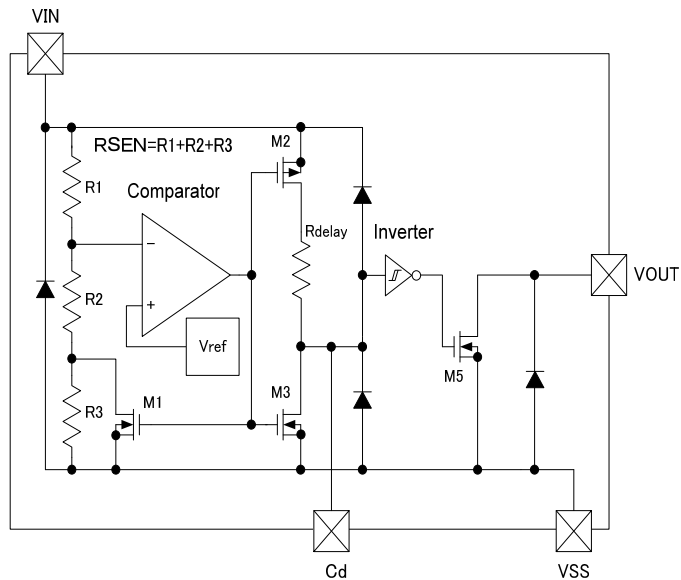 VIN
RSEN=R1+R2+R3
M2
R1
Comparator
Rdelay
Inverter
−
VOUT
R2
+
Vref
M5
M1
M3
R3
Cd
VSS